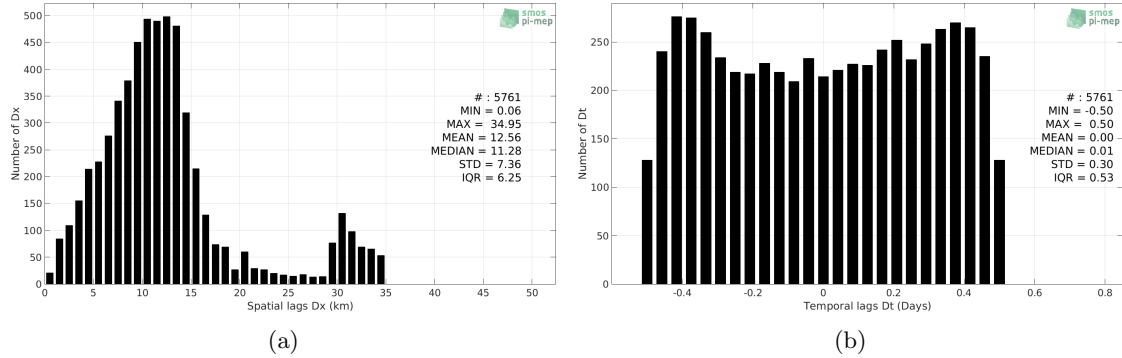 500
450
400
350
300
250
200
150
100
50
0
Number of Dx
smos
pi-mep
# : 5761
MIN = 0.06
MAX = 34.95
MEAN = 12.56
MEDIAN = 11.28
STD = 7.36
IQR = 6.25
0 5 10 15 20 25 30 35 40 45 50
Spatial lags Dx (km)
(a)
250
200
150
100
50
0
Number of Dt
smos
pi-mep
# : 5761
MIN = -0.50
MAX = 0.50
MEAN = 0.00
MEDIAN = 0.01
STD = 0.30
IQR = 0.53
-0.4 -0.2 0 0.2 0.4 0.6 0.8
Temporal lags Dt (Days)
(b)